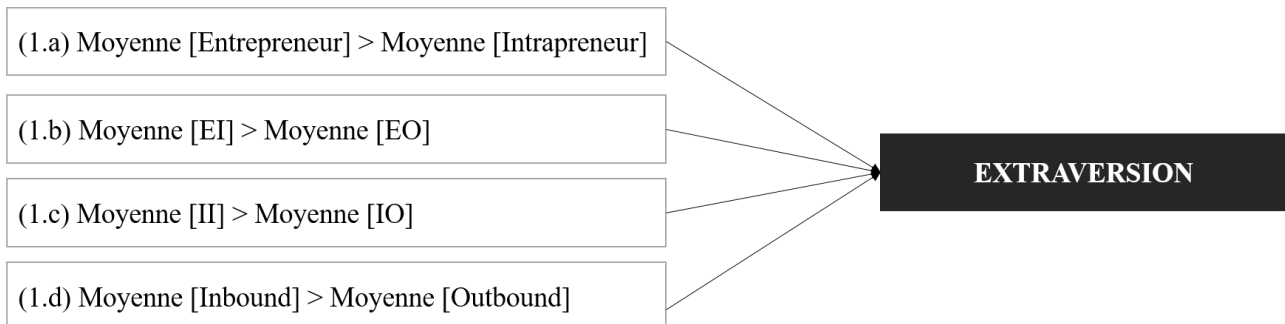 (1.a) Moyenne [Entrepreneur] > Moyenne [Intrapreneur]
(1.b) Moyenne [EI] > Moyenne [EO]
(1.c) Moyenne [II] > Moyenne [IO]
(1.d) Moyenne [Inbound] > Moyenne [Outbound]
EXTRAVERSION